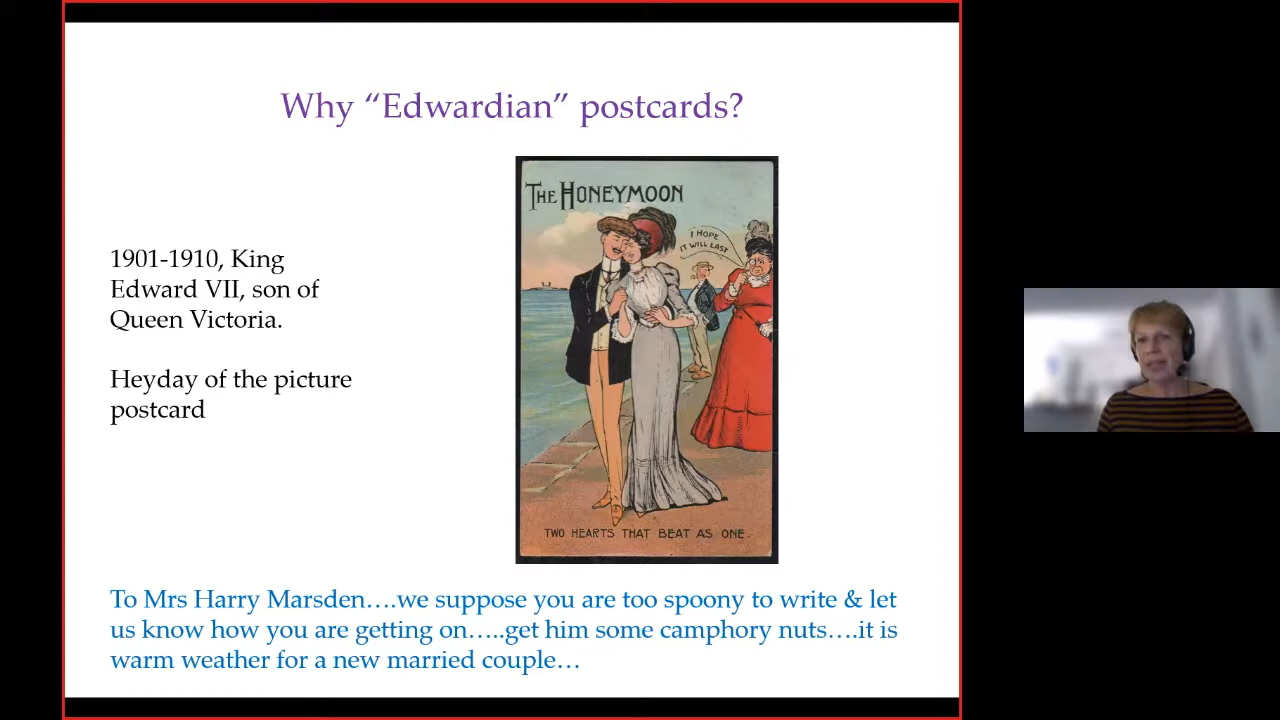 Why “Edwardian” postcards?
1901-1910, King
Edward VII, son of
Queen Victoria.
Heyday of the picture
postcard
THE HONEYMOON
I HOPE
IT WILL LAST
TWO HEARTS THAT BEAT AS ONE.
To Mrs Harry Marsden….we suppose you are too spoony to write & let
us know how you are getting on…..get him some camphory nuts….it is
warm weather for a new married couple…